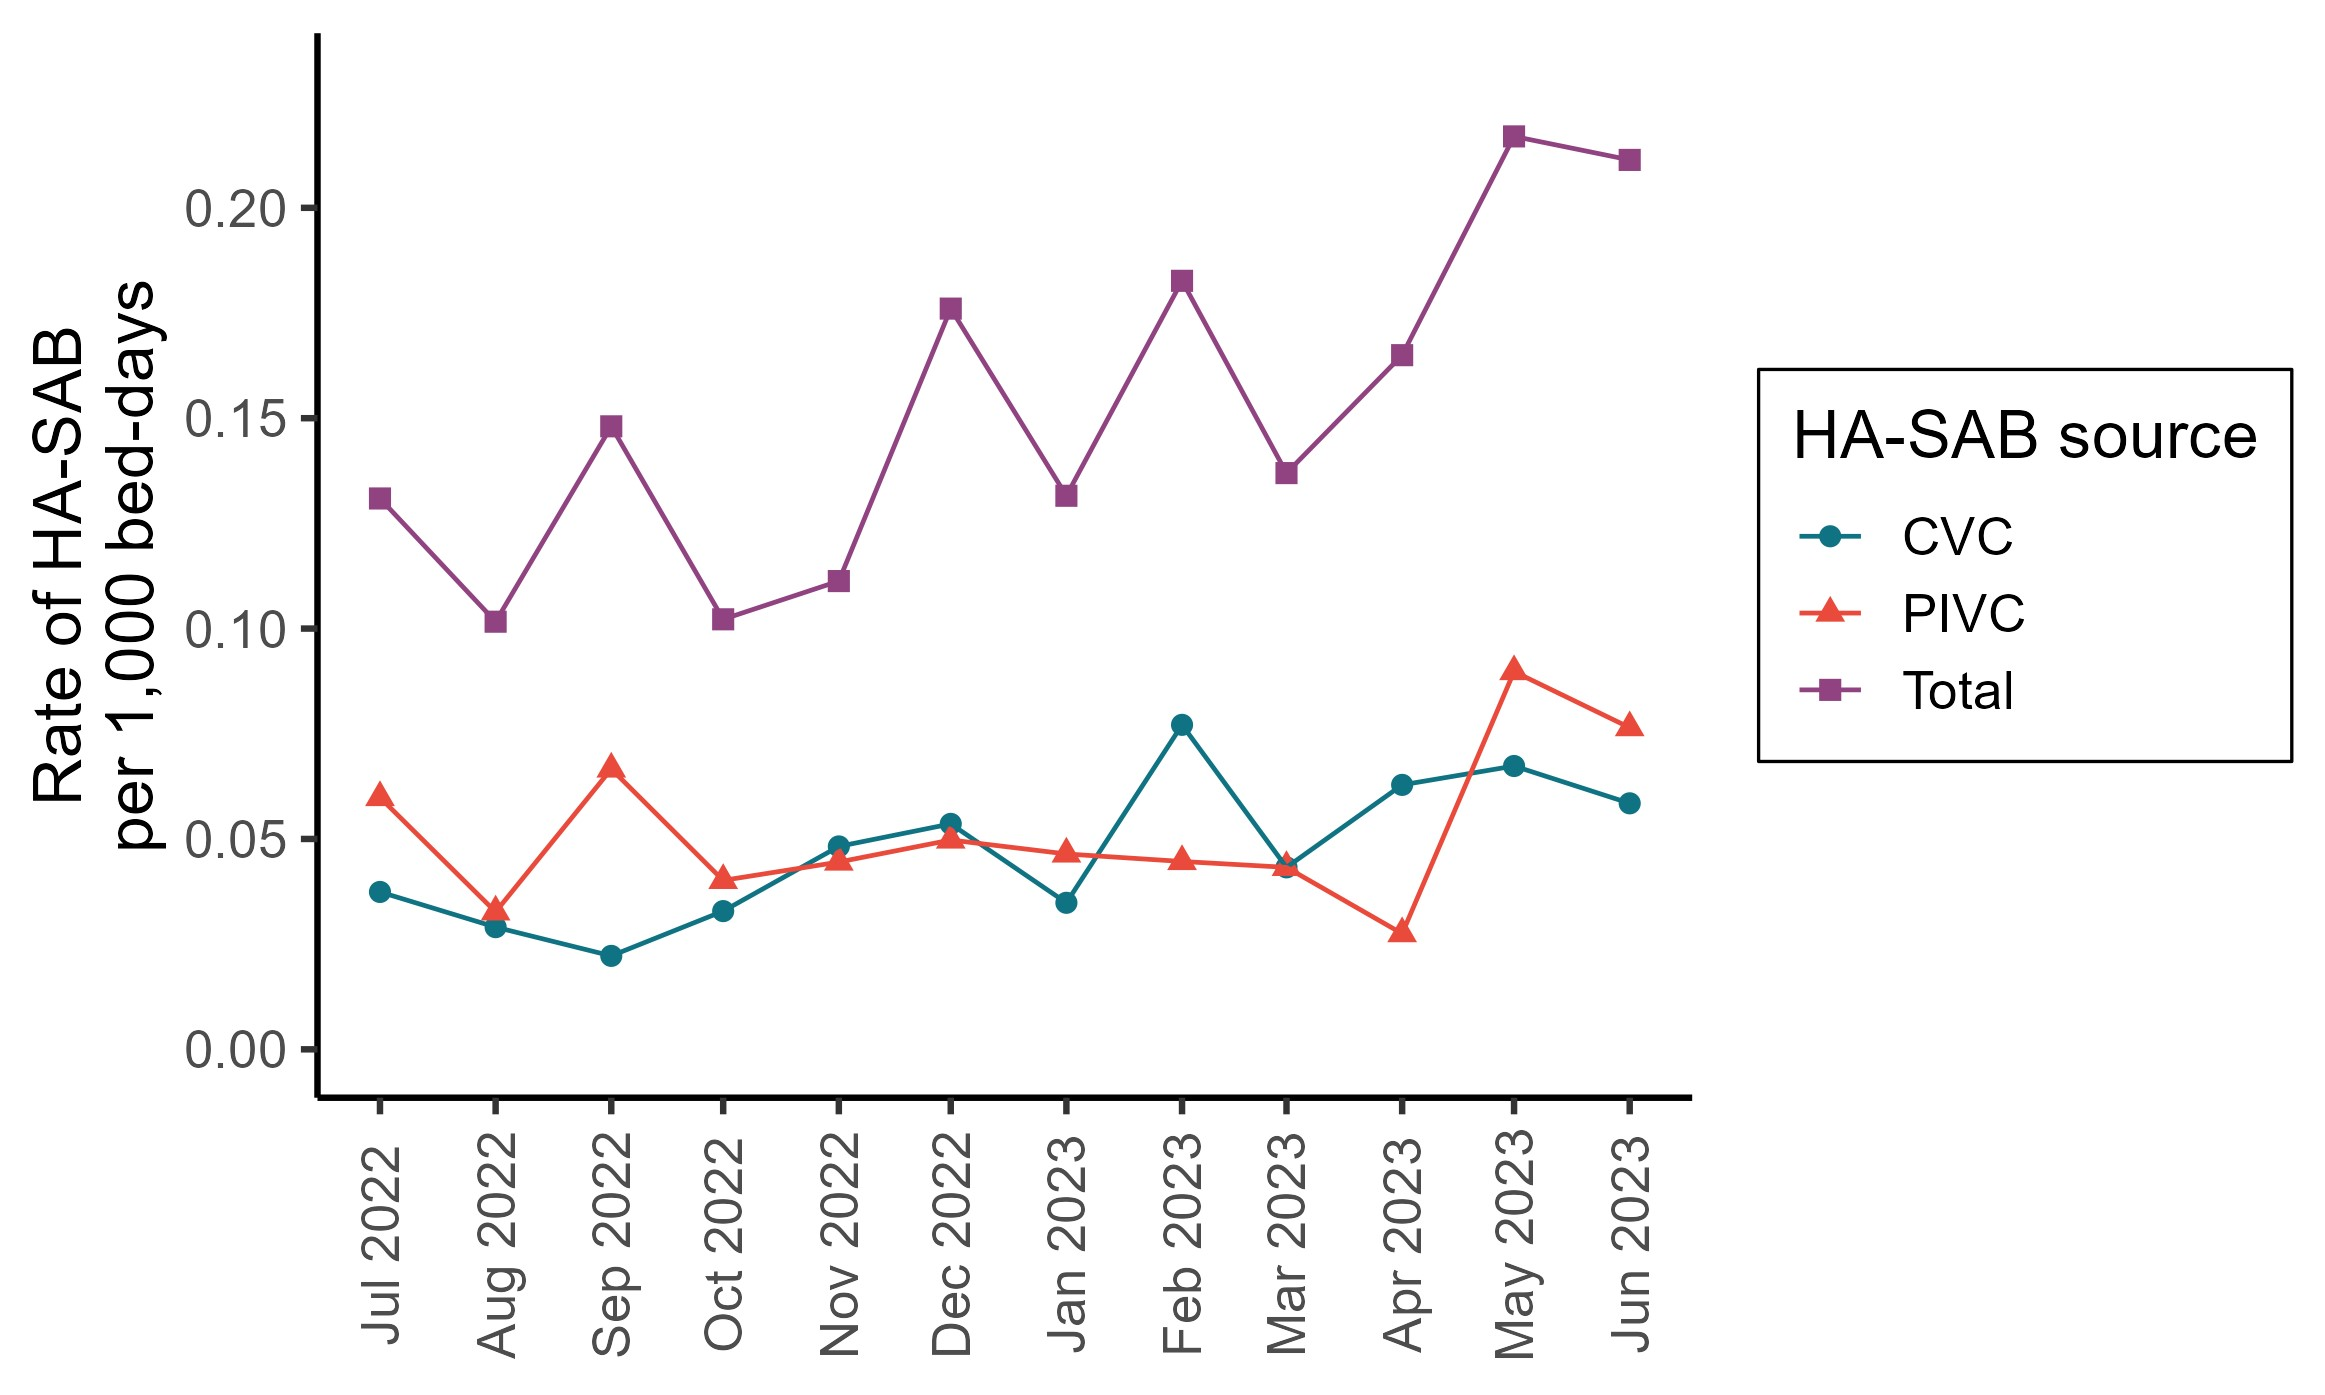 Rate of HA-SAB
per 1,000 bed-days
0.20
0.15
0.10
0.05
0.00
Jul 2022
Aug 2022
Sep 2022
Oct 2022
Nov 2022
Dec 2022
Jan 2023
Feb 2023
Mar 2023
Apr 2023
May 2023
Jun 2023
HA-SAB source
CVC
PIVC
Total